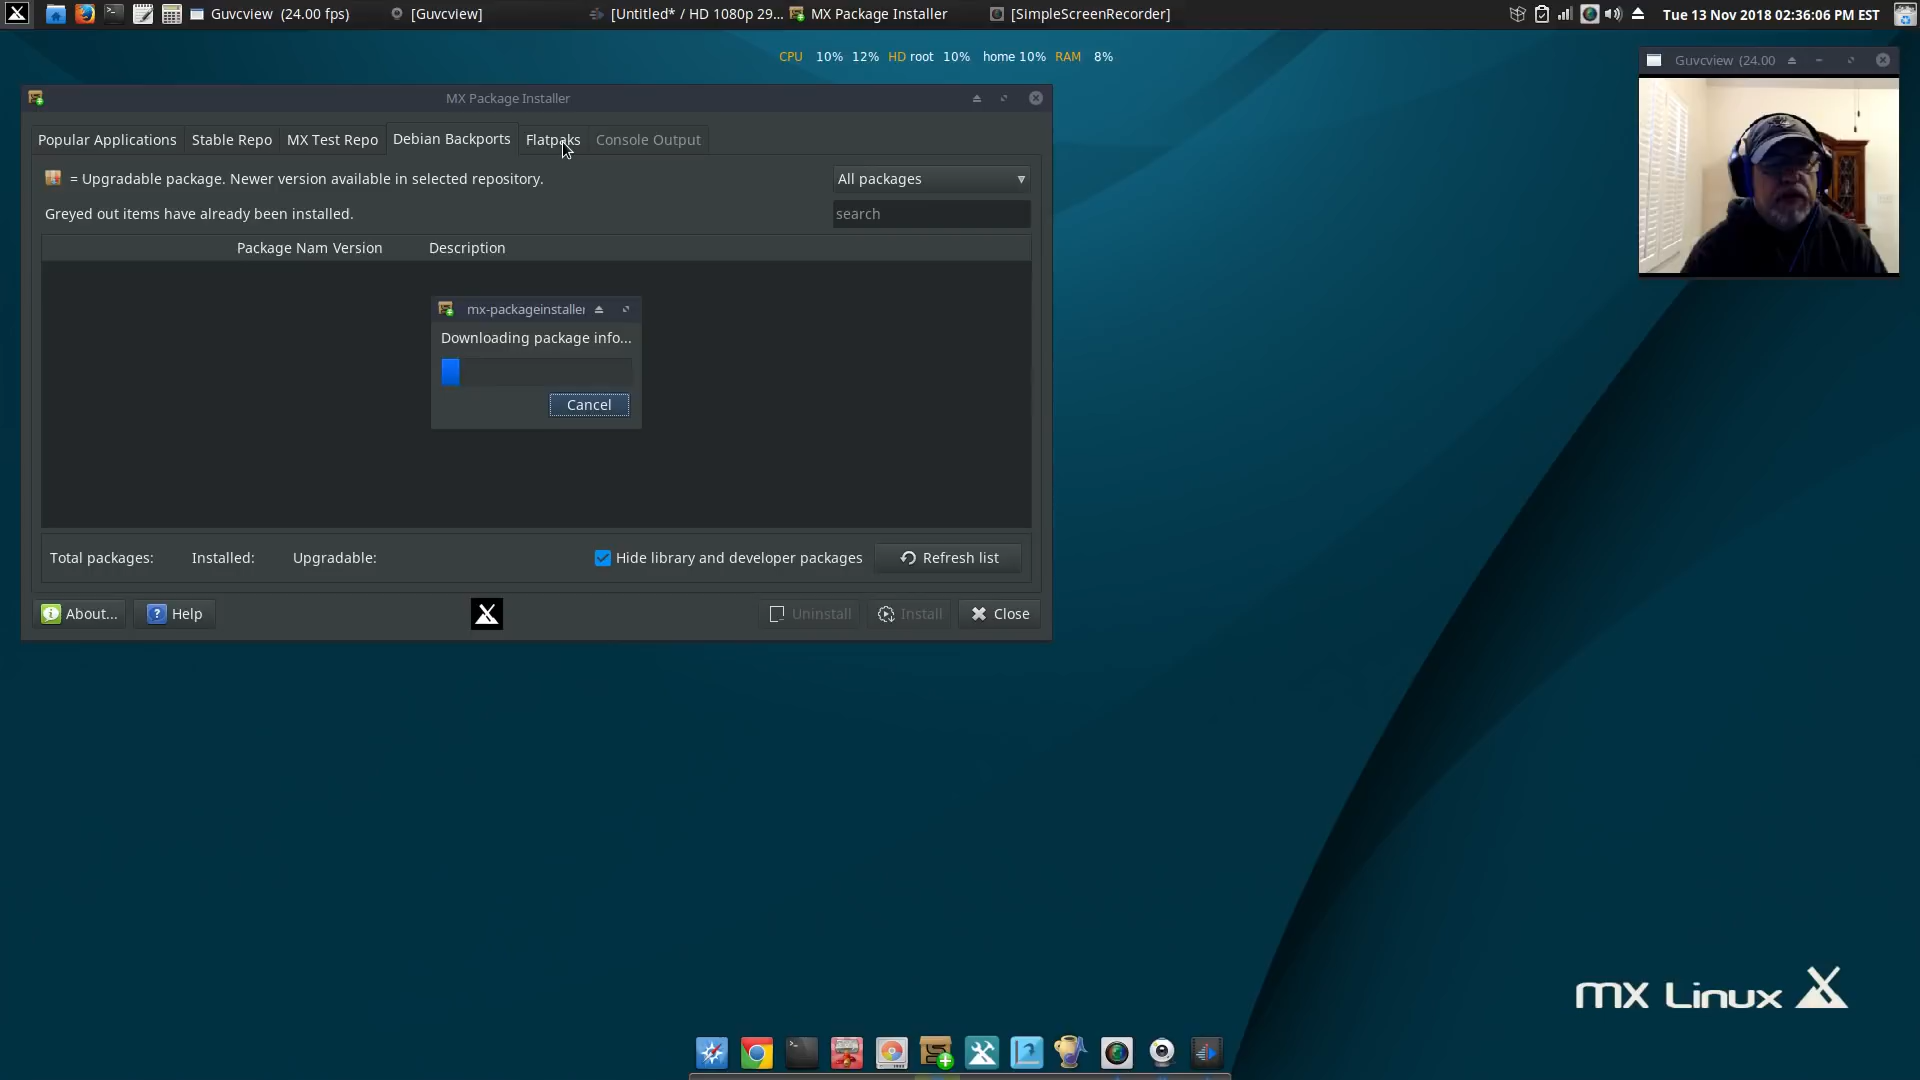 Guvcview (24.00 fps)
[Guvcview]
[Untitled* / HD 1080p 29...
MX Package Installer
[SimpleScreenRecorder]
Tue 13 Nov 2018 02:36:06 PM EST
CPU 10% 12% HD root 10% home 10% RAM 8%
Guvcview (24.00
MX Package Installer
Popular Applications
Stable Repo
MX Test Repo
Debian Backports
Flatpaks
Console Output
= Upgradable package. Newer version available in selected repository.
All packages
Greyed out items have already been installed.
search
Package Nam Version Description
mx-packageinstaller
Downloading package info...
Cancel
Total packages: Installed: Upgradable:
Hide library and developer packages
Refresh list
About...
Help
Uninstall
Install
Close
mx Linux